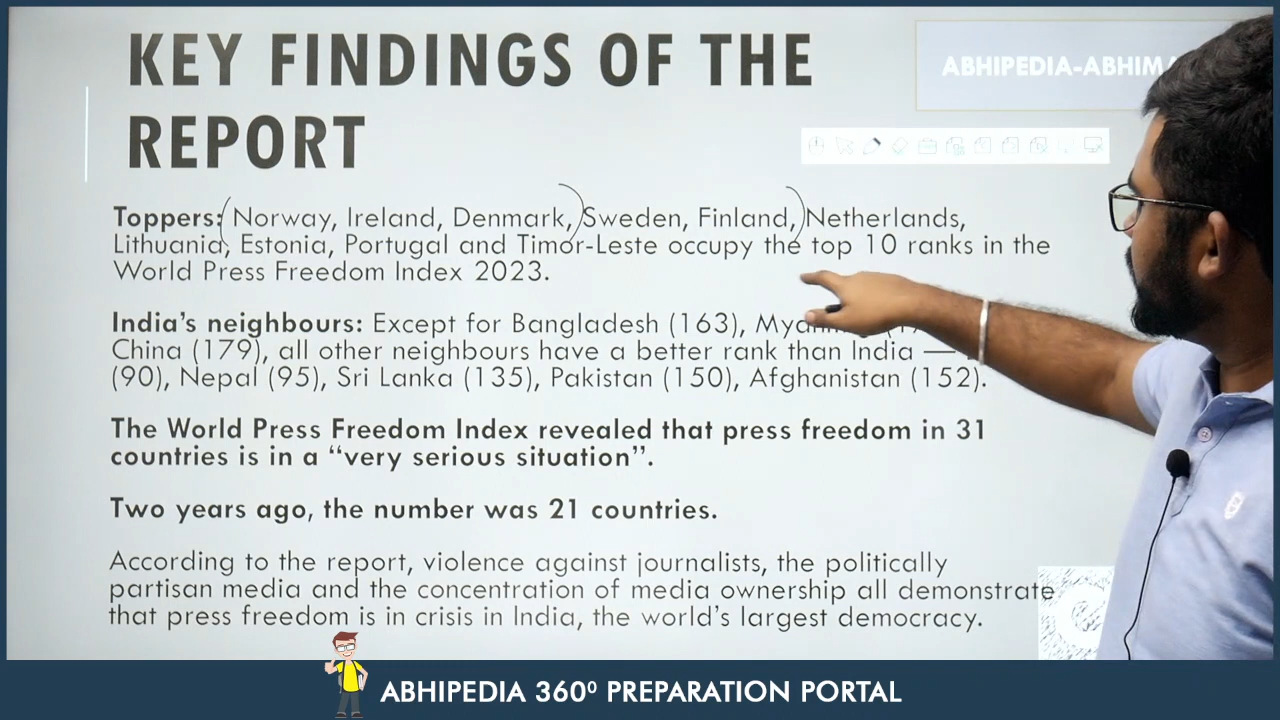 KEY FINDINGS OF THE
REPORT
ABHIPEDIA-ABHIMA
Toppers: Norway, Ireland, Denmark, Sweden, Finland, Netherlands,
Lithuania, Estonia, Portugal and Timor-Leste occupy the top 10 ranks in the
World Press Freedom Index 2023.
India's neighbours: Except for Bangladesh (163),
China (179), all other neighbours have a better rank than India —
(90), Nepal (95), Sri Lanka (135), Pakistan (150), Afghanistan (152).
The World Press Freedom Index revealed that press freedom in 31
countries is in a “very serious situation”.
Two years ago, the number was 21 countries.
According to the report, violence against journalists, the politically
partisan media and the concentration of media ownership all demonstrate
that press freedom is in crisis in India, the world's largest democracy.
ABHIPEDIA 360⁰ PREPARATION PORTAL